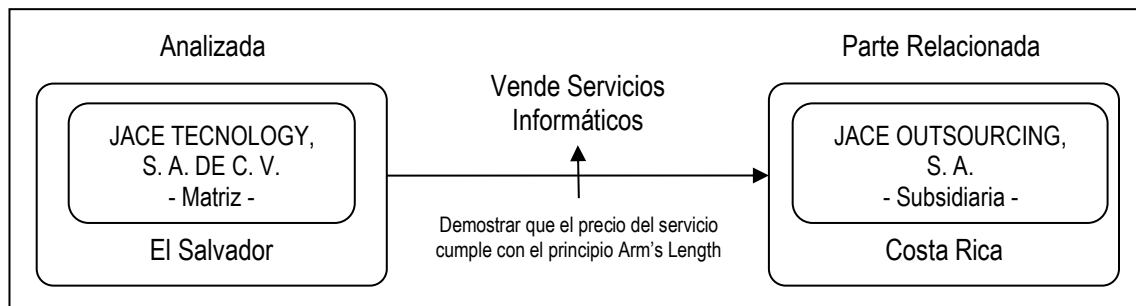 Analizada
JACE TECNOLOGY,
S. A. DE C. V.
- Matriz -
El Salvador
Vende Servicios
Informáticos
Demostrar que el precio del servicio
cumple con el principio Arm's Length
Parte Relacionada
JACE OUTSOURCING,
S. A.
- Subsidiaria -
Costa Rica